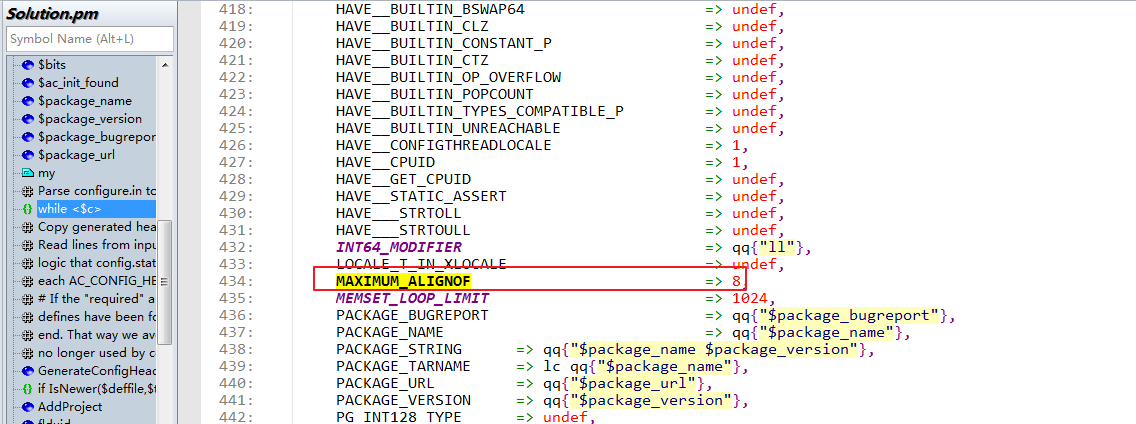 Solution.pm
Symbol Name (Alt+L)
$bits
$ac_init_found
$package_name
$package_version
$package_bugrepor
$package_url
my
Parse configure.in to
while <$c>
Copy generated hea
Read lines from inpu
logic that config.stat
each AC_CONFIG_HE
# If the "required" a
defines have been fo
end. That way we avo
no longer used by co
GenerateConfigHead
if IsNewer($deffile,$t
AddProject
418: HAVE__BUILTIN_BSWAP64 => undef,
419: HAVE__BUILTIN_CLZ => undef,
420: HAVE__BUILTIN_CONSTANT_P => undef,
421: HAVE__BUILTIN_CTZ => undef,
422: HAVE__BUILTIN_OP_OVERFLOW => undef,
423: HAVE__BUILTIN_POPCOUNT => undef,
424: HAVE__BUILTIN_TYPES_COMPATIBLE_P => undef,
425: HAVE__BUILTIN_UNREACHABLE => undef,
426: HAVE__CONFIGTHREADLOCALE => 1,
427: HAVE__CPUID => 1,
428: HAVE__GET_CPUID => undef,
429: HAVE__STATIC_ASSERT => undef,
430: HAVE___STRTOLL => undef,
431: HAVE___STRTOULL => undef,
432: INT64_MODIFIER => qq{"ll"},
433: LOCALE_T_IN_XLOCALE => undef,
434: MAXIMUM_ALIGNOF => 8,
435: MEMSET_LOOP_LIMIT => 1024,
436: PACKAGE_BUGREPORT => qq{"$package_bugreport"},
437: PACKAGE_NAME => qq{"$package_name"},
438: PACKAGE_STRING => qq{"$package_name $package_version"},
439: PACKAGE_TARNAME => lc qq{"$package_name"},
440: PACKAGE_URL => qq{"$package_url"},
441: PACKAGE_VERSION => qq{"$package_version"},
442: PG_INT128_TYPE => undef,